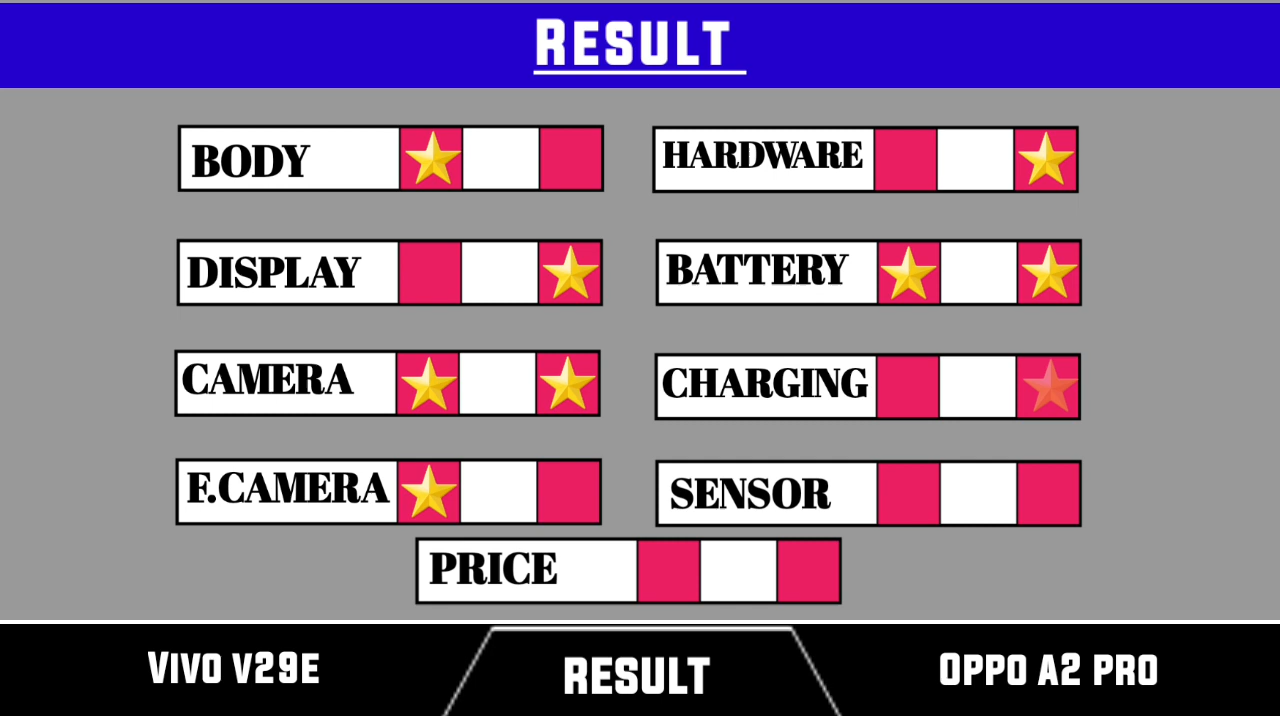 RESULT
BODY
HARDWARE
DISPLAY
BATTERY
CAMERA
CHARGING
F.CAMERA
SENSOR
PRICE
VIVO V29E
RESULT
OPPO A2 PRO